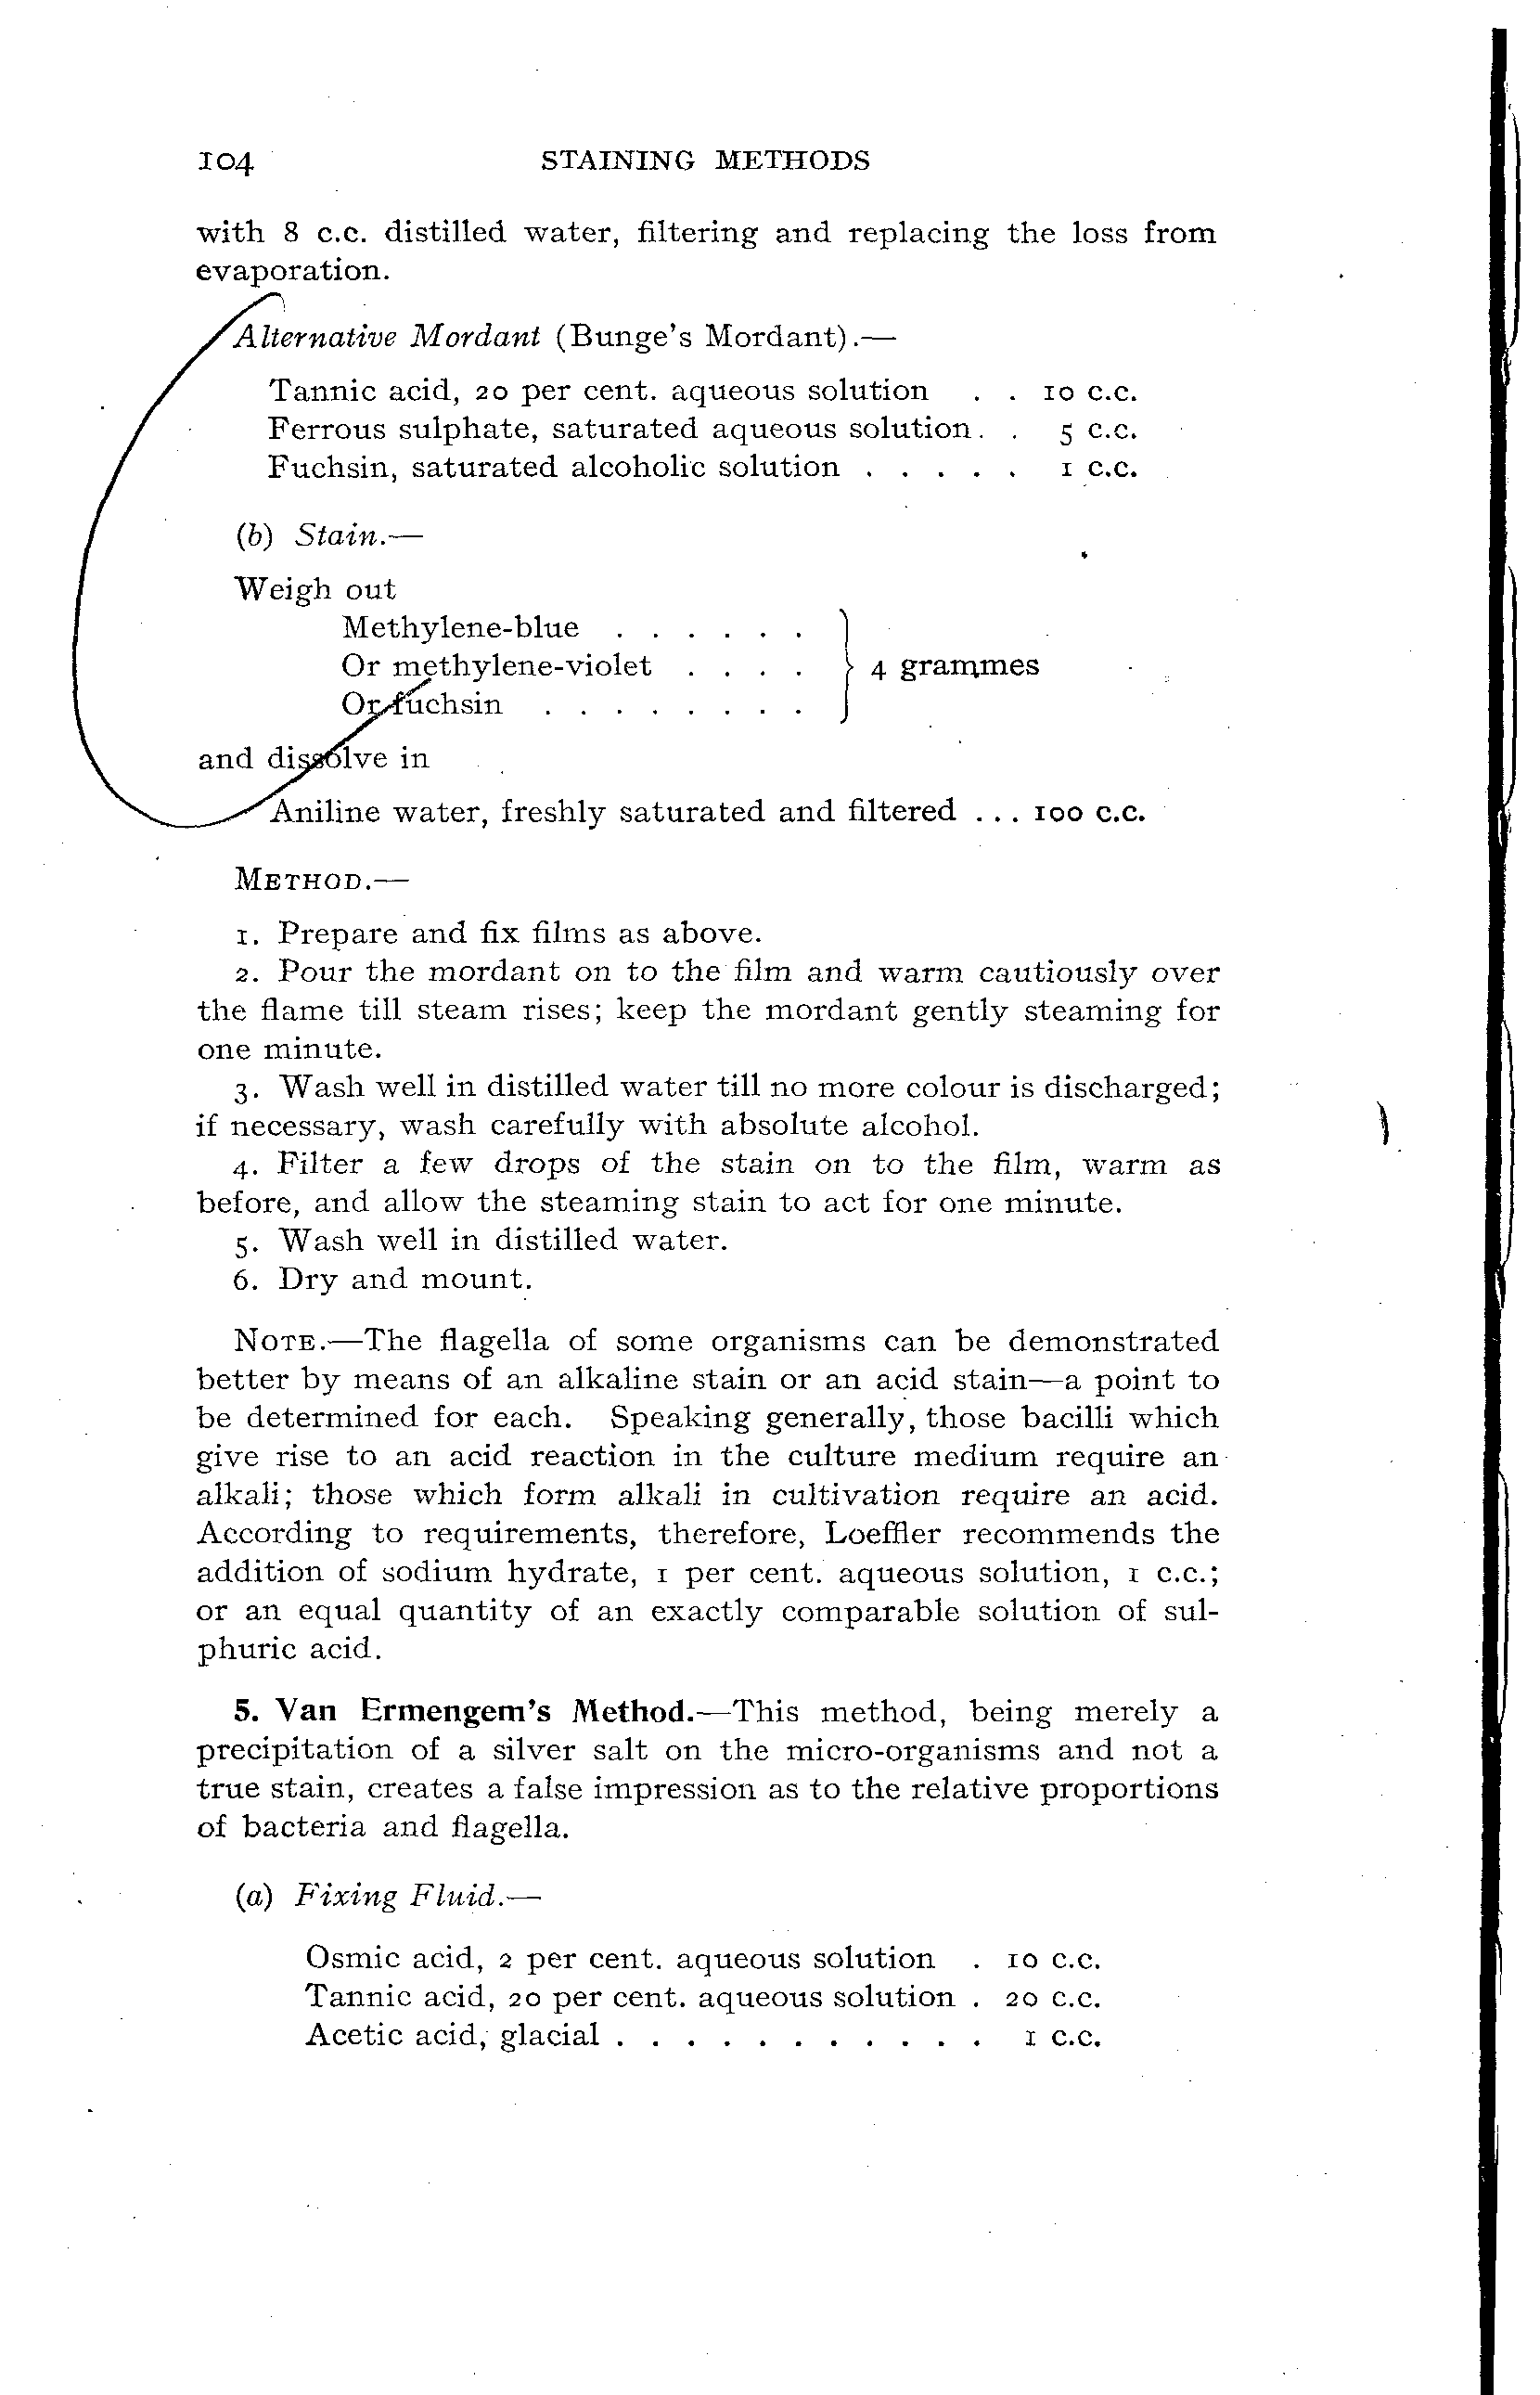 104 STAINING METHODS
with 8 c.c. distilled water, filtering and replacing the loss from
evaporation.
Alternative Mordant (Bunge's Mordant).—
Tannic acid, 20 per cent. aqueous solution . . 10 c.c.
Ferrous sulphate, saturated aqueous solution. . 5 c.c.
Fuchsin, saturated alcoholic solution . . . . . 1 c.c.
(b) Stain.—
Weigh out
Methylene-blue . . . . . .
Or methylene-violet . . . . } 4 grammes
Or fuchsin . . . . . . . .
and dissolve in
Aniline water, freshly saturated and filtered ... 100 c.c.
METHOD.—
1. Prepare and fix films as above.
2. Pour the mordant on to the film and warm cautiously over
the flame till steam rises; keep the mordant gently steaming for
one minute.
3. Wash well in distilled water till no more colour is discharged;
if necessary, wash carefully with absolute alcohol.
4. Filter a few drops of the stain on to the film, warm as
before, and allow the steaming stain to act for one minute.
5. Wash well in distilled water.
6. Dry and mount.
NOTE.—The flagella of some organisms can be demonstrated
better by means of an alkaline stain or an acid stain—a point to
be determined for each. Speaking generally, those bacilli which
give rise to an acid reaction in the culture medium require an
alkali; those which form alkali in cultivation require an acid.
According to requirements, therefore, Loeffler recommends the
addition of sodium hydrate, 1 per cent. aqueous solution, 1 c.c.;
or an equal quantity of an exactly comparable solution of sul-
phuric acid.
5. Van Ermengem's Method.—This method, being merely a
precipitation of a silver salt on the micro-organisms and not a
true stain, creates a false impression as to the relative proportions
of bacteria and flagella.
(a) Fixing Fluid.—
Osmic acid, 2 per cent. aqueous solution . 10 c.c.
Tannic acid, 20 per cent. aqueous solution . 20 c.c.
Acetic acid, glacial . . . . . . . . . . . 1 c.c.